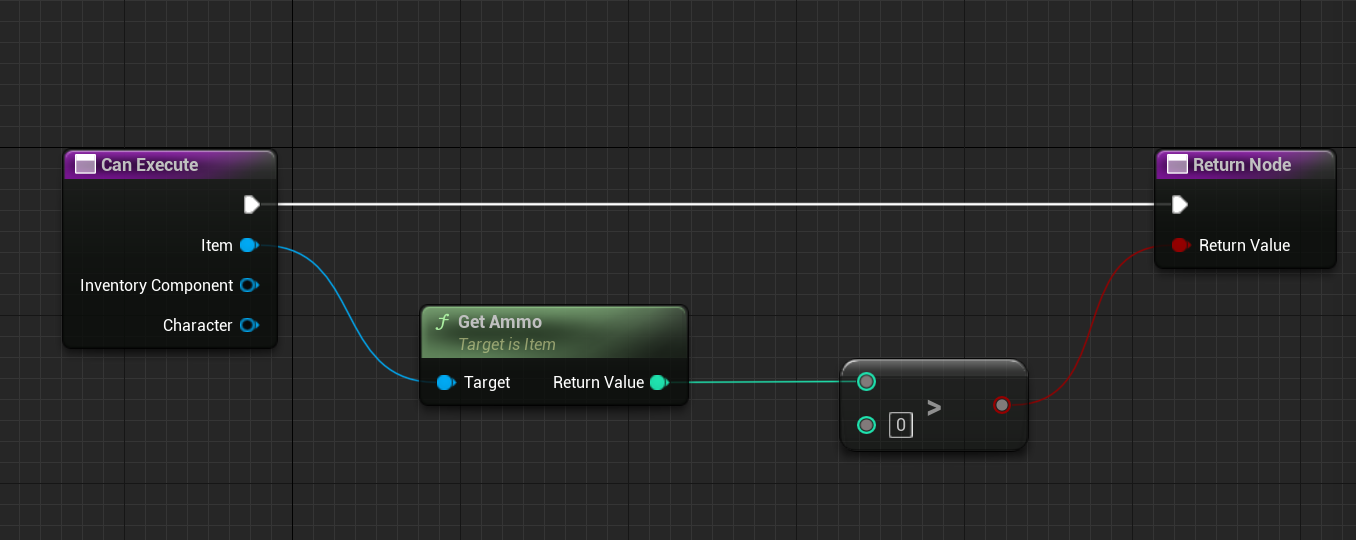 Can Execute
Item
Inventory Component
Character
ƒ Get Ammo
Target is Item
Target
Return Value
>
0
Return Node
Return Value